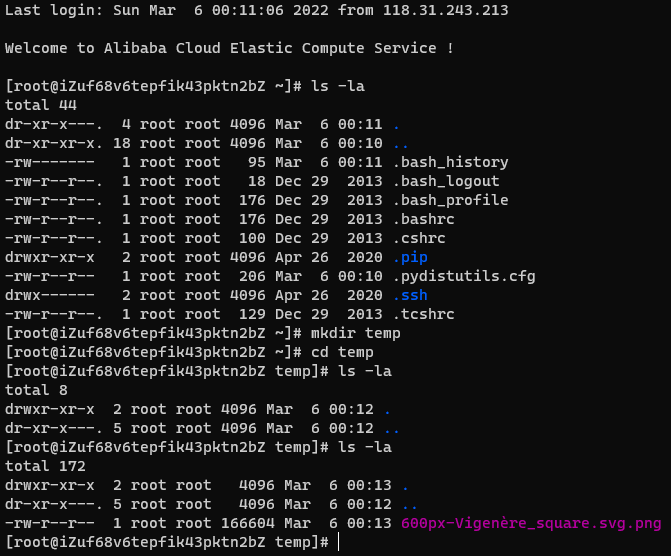 Last login: Sun Mar  6 00:11:06 2022 from 118.31.243.213
Welcome to Alibaba Cloud Elastic Compute Service !
[root@iZuf68v6tepfik43pktn2bZ ~]# ls -la
total 44
dr-xr-x---.  4 root root 4096 Mar  6 00:11 .
dr-xr-xr-x. 18 root root 4096 Mar  6 00:10 ..
-rw-------   1 root root   95 Mar  6 00:11 .bash_history
-rw-r--r--.  1 root root   18 Dec 29  2013 .bash_logout
-rw-r--r--.  1 root root  176 Dec 29  2013 .bash_profile
-rw-r--r--.  1 root root  176 Dec 29  2013 .bashrc
-rw-r--r--.  1 root root  100 Dec 29  2013 .cshrc
drwxr-xr-x   2 root root 4096 Apr 26  2020 .pip
-rw-r--r--   1 root root  206 Mar  6 00:10 .pydistutils.cfg
drwx------   2 root root 4096 Apr 26  2020 .ssh
-rw-r--r--.  1 root root  129 Dec 29  2013 .tcshrc
[root@iZuf68v6tepfik43pktn2bZ ~]# mkdir temp
[root@iZuf68v6tepfik43pktn2bZ ~]# cd temp
[root@iZuf68v6tepfik43pktn2bZ temp]# ls -la
total 8
drwxr-xr-x  2 root root 4096 Mar  6 00:12 .
dr-xr-x---. 5 root root 4096 Mar  6 00:12 ..
[root@iZuf68v6tepfik43pktn2bZ temp]# ls -la
total 172
drwxr-xr-x  2 root root   4096 Mar  6 00:13 .
dr-xr-x---. 5 root root   4096 Mar  6 00:12 ..
-rw-r--r--  1 root root 166604 Mar  6 00:13 600px-Vigenère_square.svg.png
[root@iZuf68v6tepfik43pktn2bZ temp]#